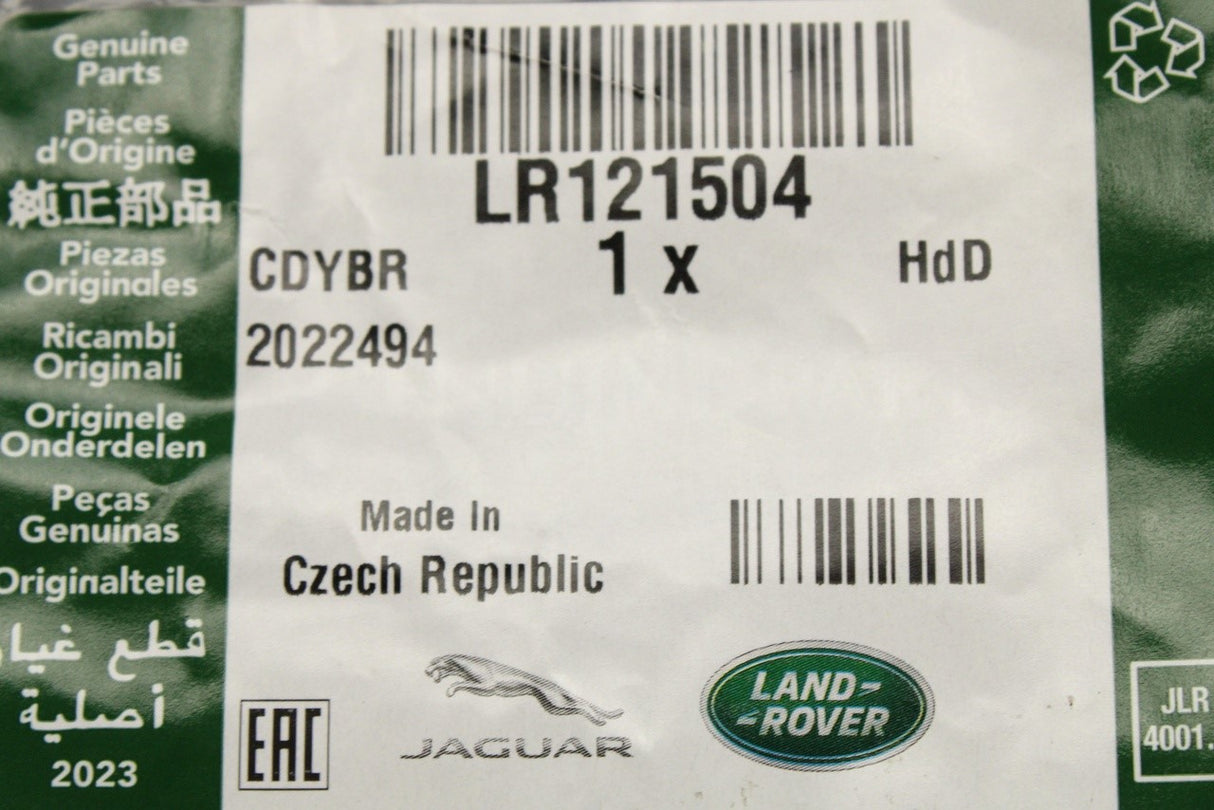 Genuine
Parts
Pièces
d'Origine
純正部品
Piezas
Originales
Ricambi
Originali
Originele
Onderdelen
Peças
Genuinas
Originalteile
قطع غيار
أصلية
2023
LR121504
CDYBR
1 x
HdD
2022494
Made In
Czech Republic
EAC
JAGUAR
LAND-
-ROVER
JLR
4001.